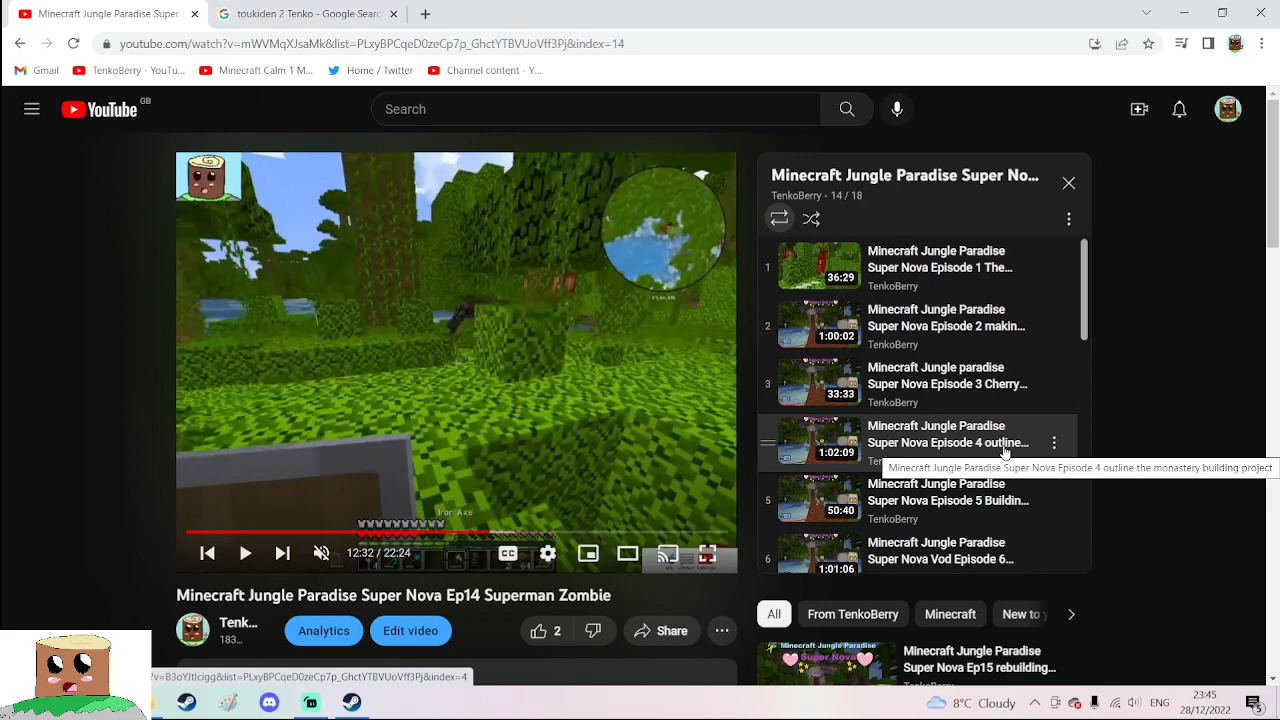 Minecraft Jungle Paradise Super
toukiden 2 Tenko - Google Searc
youtube.com/watch?v=mWVMqXJsaMk&list=PLxyBPCqeD0zeCp7p_GhctYTBVUoVff3Pj&index=14
Gmail
TenkoBerry - YouTu...
Minecraft Calm 1 M...
Home / Twitter
Channel content - Y...
YouTube GB
Search
Minecraft Jungle Paradise Super No...
TenkoBerry - 14 / 18
1
36:29
Minecraft Jungle Paradise
Super Nova Episode 1 The...
TenkoBerry
2
1:00:02
Minecraft Jungle Paradise
Super Nova Episode 2 makin...
TenkoBerry
3
33:33
Minecraft Jungle paradise
Super Nova Episode 3 Cherry...
TenkoBerry
1:02:09
Minecraft Jungle Paradise
Super Nova Episode 4 outline...
Te
Minecraft Jungle Paradise Super Nova Episode 4 outline the monastery building project
5
50:40
Minecraft Jungle Paradise
Super Nova Episode 5 Buildin...
TenkoBerry
6
1:01:06
Minecraft Jungle Paradise
Super Nova Vod Episode 6...
Iron Axe
12:32 / 22:24
CC
Minecraft Jungle Paradise Super Nova Ep14 Superman Zombie
Tenk...
183...
Analytics
Edit video
2
Share
All
From TenkoBerry
Minecraft
New to y
Minecraft Jungle Paradise
Super Nova
Minecraft Jungle Paradise
Super Nova Ep15 rebuilding...
?v=B3oYJtIcigg&list=PLxyBPCqeD0zeCp7p_GhctYTBVUoVff3Pj&index=4
8°C Cloudy
ENG
23:45
28/12/2022
5